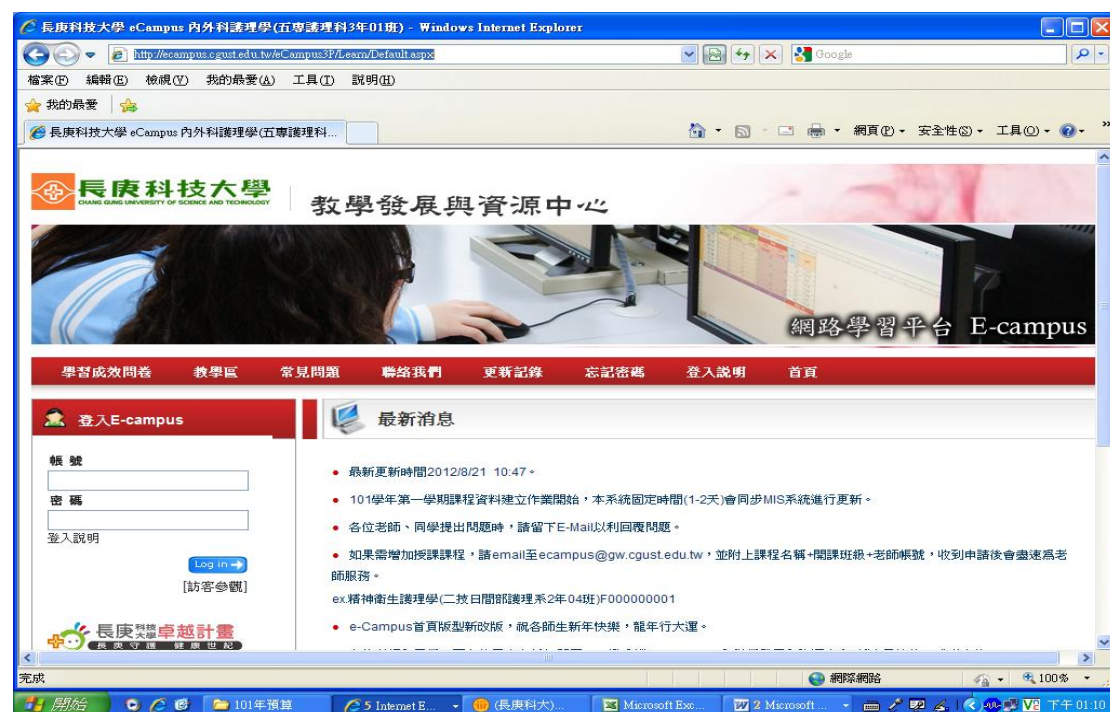 長庚科技大學 eCampus 內外科護理學(五專護理科3年01班) - Windows Internet Explorer
http://ecampus.cgust.edu.tw/eCampus3P/Learn/Default.aspx
Google
檔案(F) 編輯(E) 檢視(V) 我的最愛(A) 工具(T) 說明(H)
我的最愛
長庚科技大學 eCampus 內外科護理學(五專護理科...
網頁(P) 安全性(S) 工具(O)
長庚科技大學
CHANG GUNG UNIVERSITY OF SCIENCE AND TECHNOLOGY
教學發展與資源中心
網路學習平台 E-campus
學習成效問卷 教學區 常見問題 聯絡我們 更新記錄 忘記密碼 登入說明 首頁
登入E-campus
最新消息
帳 號
密 碼
登入說明
Log in
[訪客參觀]
長庚科技大學卓越計畫
長庚守護 健康世紀
最新更新時間2012/8/21 10:47。
101學年第一學期課程資料建立作業開始，本系統固定時間(1-2天)會同步MIS系統進行更新。
各位老師、同學提出問題時，請留下E-Mail以利回覆問題。
如果需增加授課課程，請email至ecampus@gw.cgust.edu.tw，並附上課程名稱+開課班級+老師帳號，收到申請後會盡速為老
師服務。
ex.精神衛生護理學(二技日間部護理系2年04班)F000000001
e-Campus首頁版型新改版，祝各師生新年快樂，龍年行大運。
完成
網際網路
100%
開始
101年預算
5 Internet E...
(長庚科大)...
Microsoft Exc...
2 Microsoft ...
下午 01:10